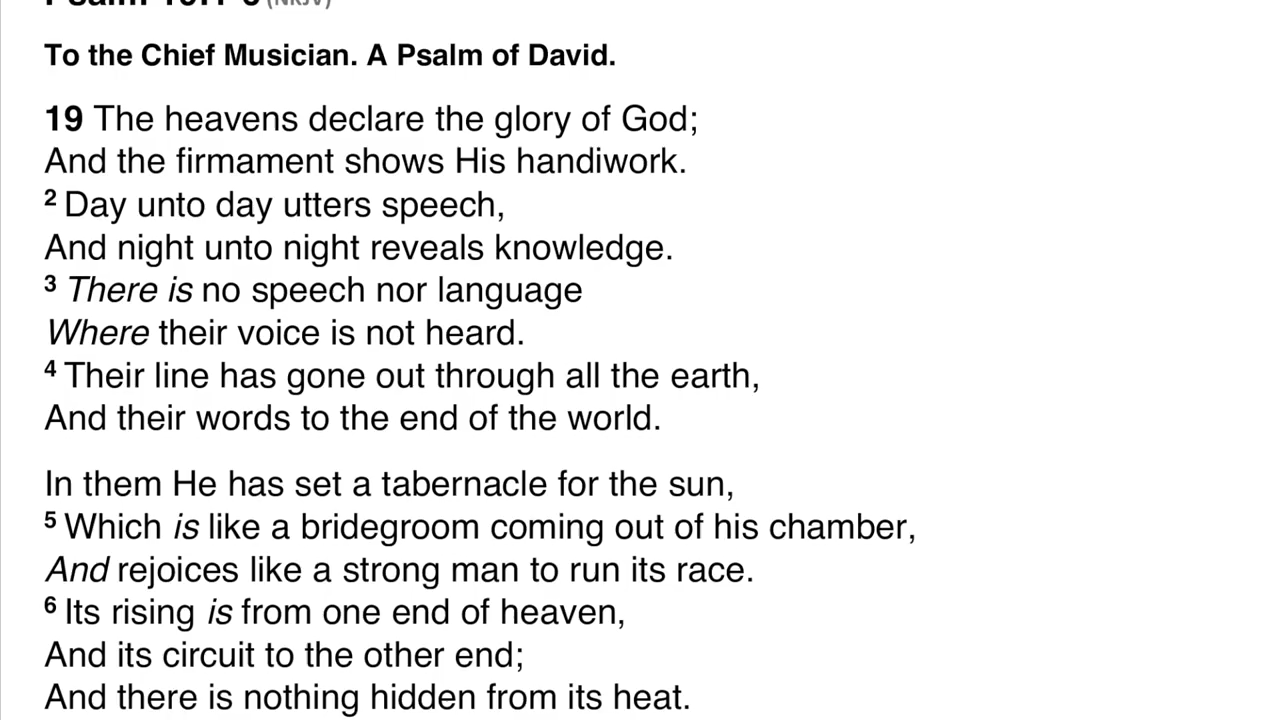 Psalm 19:1-6 (NKJV)
To the Chief Musician. A Psalm of David.
19 The heavens declare the glory of God;
And the firmament shows His handiwork.
2 Day unto day utters speech,
And night unto night reveals knowledge.
3 There is no speech nor language
Where their voice is not heard.
4 Their line has gone out through all the earth,
And their words to the end of the world.
In them He has set a tabernacle for the sun,
5 Which is like a bridegroom coming out of his chamber,
And rejoices like a strong man to run its race.
6 Its rising is from one end of heaven,
And its circuit to the other end;
And there is nothing hidden from its heat.